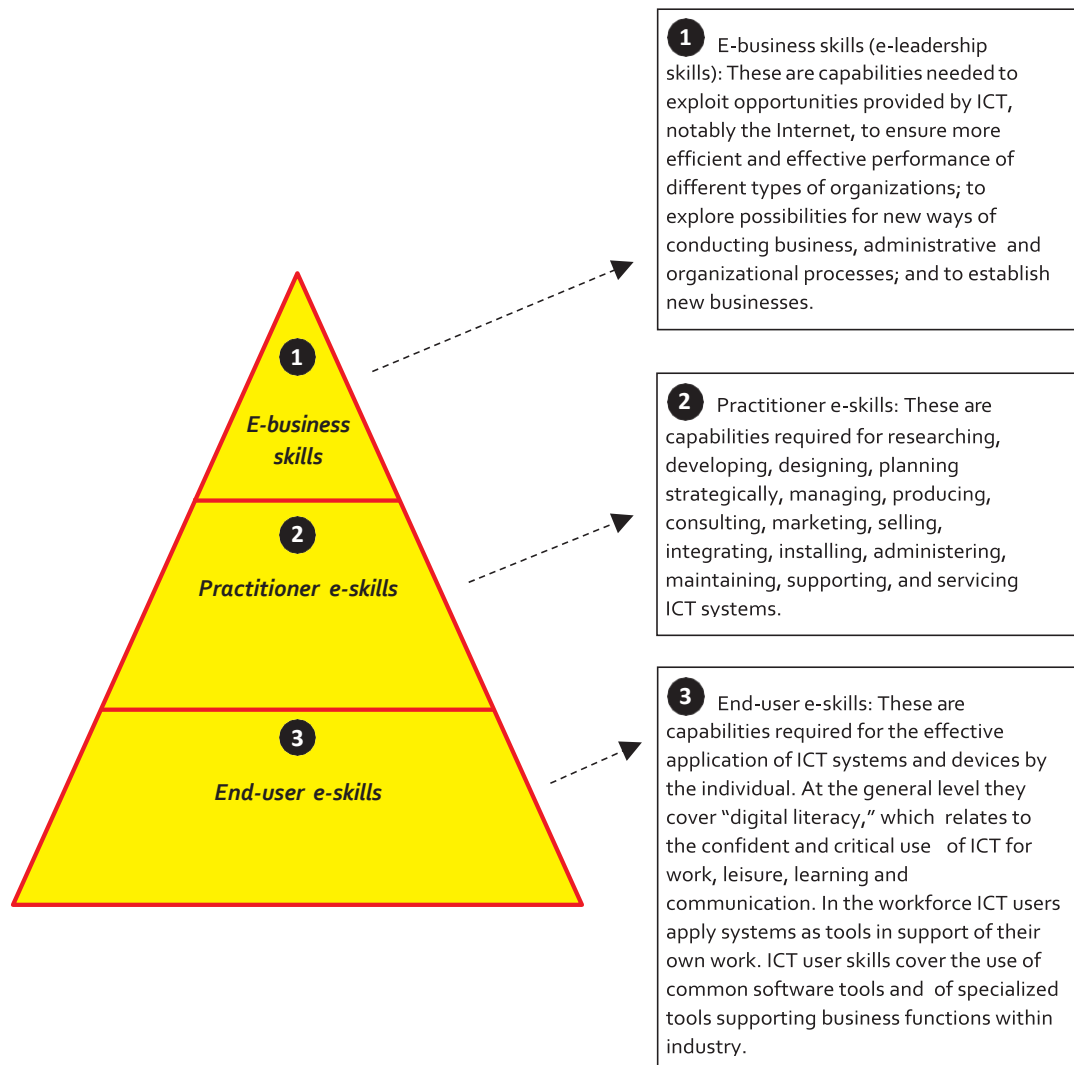 1 E-business skills (e-leadership
skills): These are capabilities needed to
exploit opportunities provided by ICT,
notably the Internet, to ensure more
efficient and effective performance of
different types of organizations; to
explore possibilities for new ways of
conducting business, administrative and
organizational processes; and to establish
new businesses.
1
E-business
skills
2 Practitioner e-skills: These are
capabilities required for researching,
developing, designing, planning
strategically, managing, producing,
consulting, marketing, selling,
integrating, installing, administering,
maintaining, supporting, and servicing
ICT systems.
2
Practitioner e-skills
3 End-user e-skills: These are
capabilities required for the effective
application of ICT systems and devices by
the individual. At the general level they
cover “digital literacy,” which relates to
the confident and critical use of ICT for
work, leisure, learning and
communication. In the workforce ICT users
apply systems as tools in support of their
own work. ICT user skills cover the use of
common software tools and of specialized
tools supporting business functions within
industry.
3
End-user e-skills